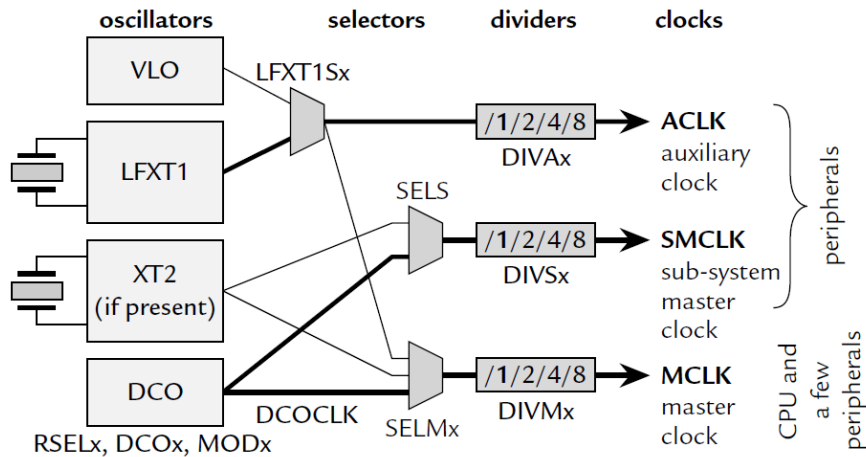 oscillators
selectors
dividers
clocks
VLO
LFXT1Sx
/1/2/4/8
ACLK
DIVAx
auxiliary
clock
LFXT1
SELS
/1/2/4/8
SMCLK
DIVSx
sub-system
master
clock
peripherals
XT2
(if present)
DCO
DCOCLK
SELMx
/1/2/4/8
MCLK
DIVMx
master
clock
CPU and
a few
peripherals
RSELx, DCOx, MODx